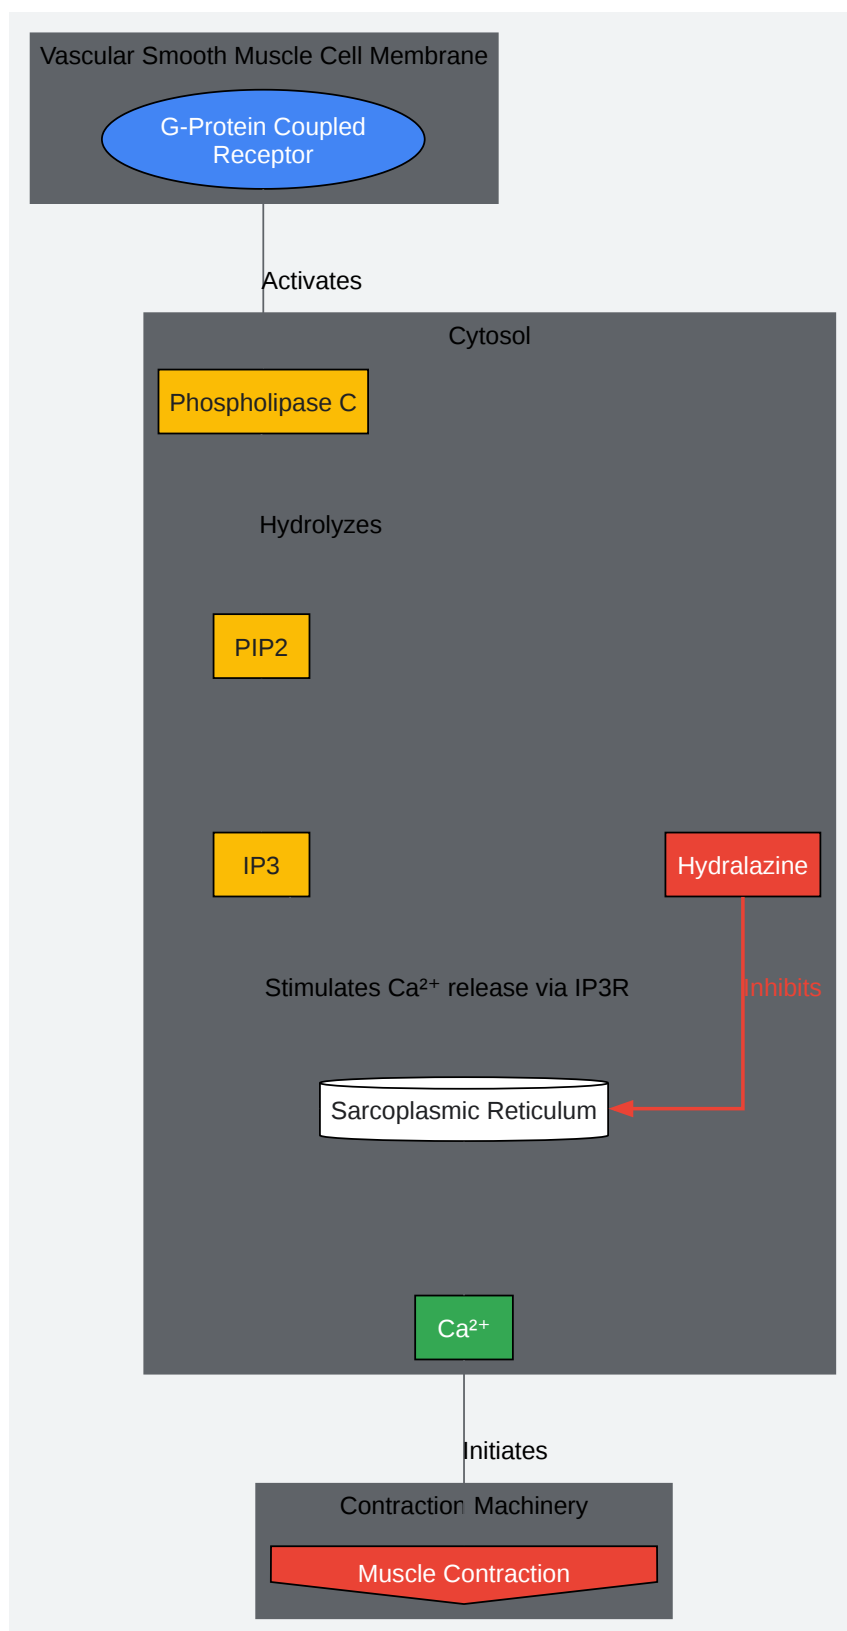 Vascular Smooth Muscle Cell Membrane
G-Protein Coupled
Receptor
Activates
Cytosol
Phospholipase C
Hydrolyzes
PIP2
IP3
Hydralazine
Stimulates Ca²⁺ release via IP3R
Inhibits
Sarcoplasmic Reticulum
Ca²⁺
Initiates
Contraction Machinery
Muscle Contraction